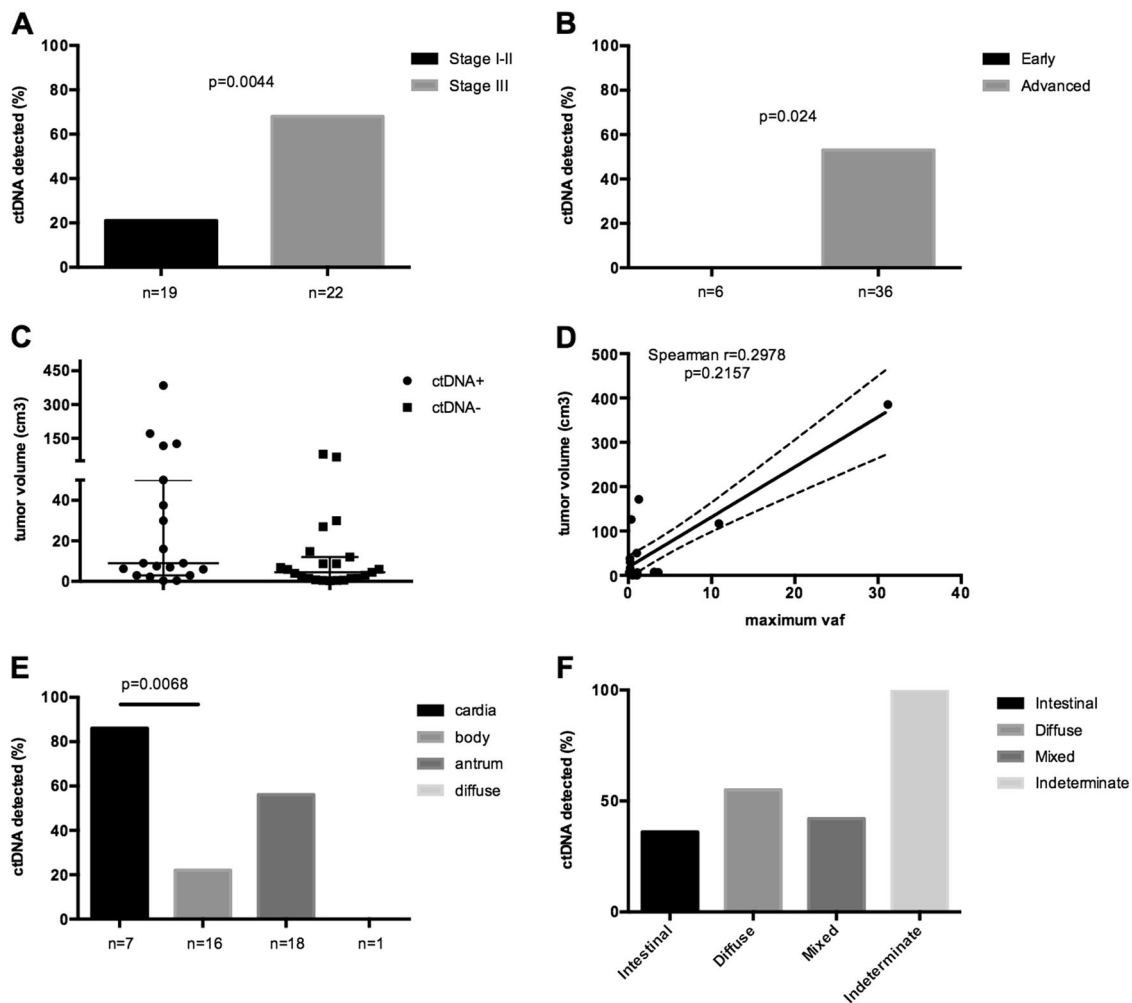 A
100
80
60
40
20
0
ctDNA detected (%)
p=0.0044
Stage I-II
Stage III
n=19
n=22
B
100
80
60
40
20
0
ctDNA detected (%)
p=0.024
Early
Advanced
n=6
n=36
C
450
300
150
40
20
0
tumor volume (cm3)
ctDNA+
ctDNA-
D
500
400
300
200
100
0
tumor volume (cm3)
Spearman r=0.2978
p=0.2157
0
10
20
30
40
maximum vaf
E
p=0.0068
100
80
60
40
20
0
ctDNA detected (%)
cardia
body
antrum
diffuse
n=7
n=16
n=18
n=1
F
100
50
0
ctDNA detected (%)
Intestinal
Diffuse
Mixed
Indeterminate
Intestinal
Diffuse
Mixed
Indeterminate